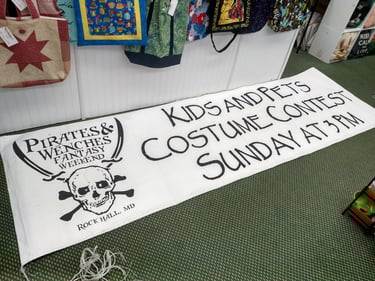 PIRATES &
WENCHES
FANTASY
WEEKEND
ROCK HALL, MD
KIDS AND PETS
COSTUME CONTEST
SUNDAY AT 3 PM